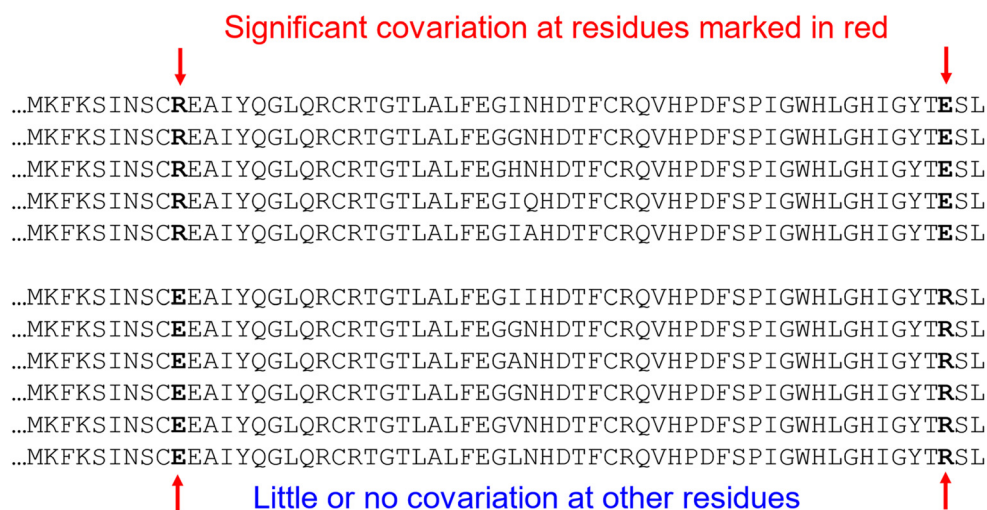 Significant covariation at residues marked in red
...MKFKSINSCREAIYQGLQRCRTGTLALFEGINHDTFCRQVHPDFSPIGWHLGHIGYTESL
...MKFKSINSCREAIYQGLQRCRTGTLALFEGGNHDTFCRQVHPDFSPIGWHLGHIGYTESL
...MKFKSINSCREAIYQGLQRCRTGTLALFEGHNHDTFCRQVHPDFSPIGWHLGHIGYTESL
...MKFKSINSCREAIYQGLQRCRTGTLALFEGIQHDTFCRQVHPDFSPIGWHLGHIGYTESL
...MKFKSINSCREAIYQGLQRCRTGTLALFEGIAHDTFCRQVHPDFSPIGWHLGHIGYTESL
...MKFKSINSCEEAIYQGLQRCRTGTLALFEGIIHDTFCRQVHPDFSPIGWHLGHIGYTRSL
...MKFKSINSCEEAIYQGLQRCRTGTLALFEGGNHDTFCRQVHPDFSPIGWHLGHIGYTRSL
...MKFKSINSCEEAIYQGLQRCRTGTLALFEGANHDTFCRQVHPDFSPIGWHLGHIGYTRSL
...MKFKSINSCEEAIYQGLQRCRTGTLALFEGGNHDTFCRQVHPDFSPIGWHLGHIGYTRSL
...MKFKSINSCEEAIYQGLQRCRTGTLALFEGVNHDTFCRQVHPDFSPIGWHLGHIGYTRSL
...MKFKSINSCEEAIYQGLQRCRTGTLALFEGLNHDTFCRQVHPDFSPIGWHLGHIGYTRSL
Little or no covariation at other residues